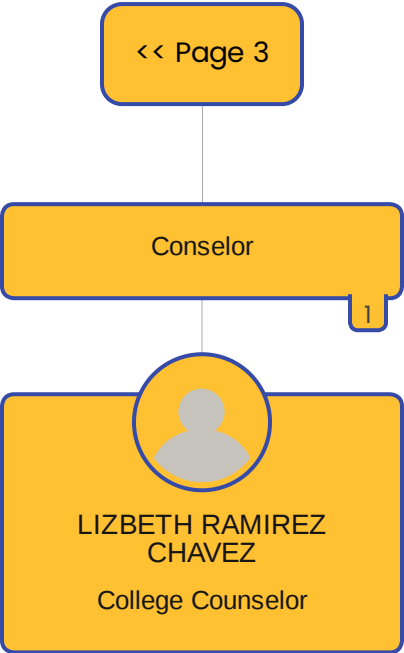 << Page 3
Conselor
1
LIZBETH RAMIREZ
CHAVEZ
College Counselor